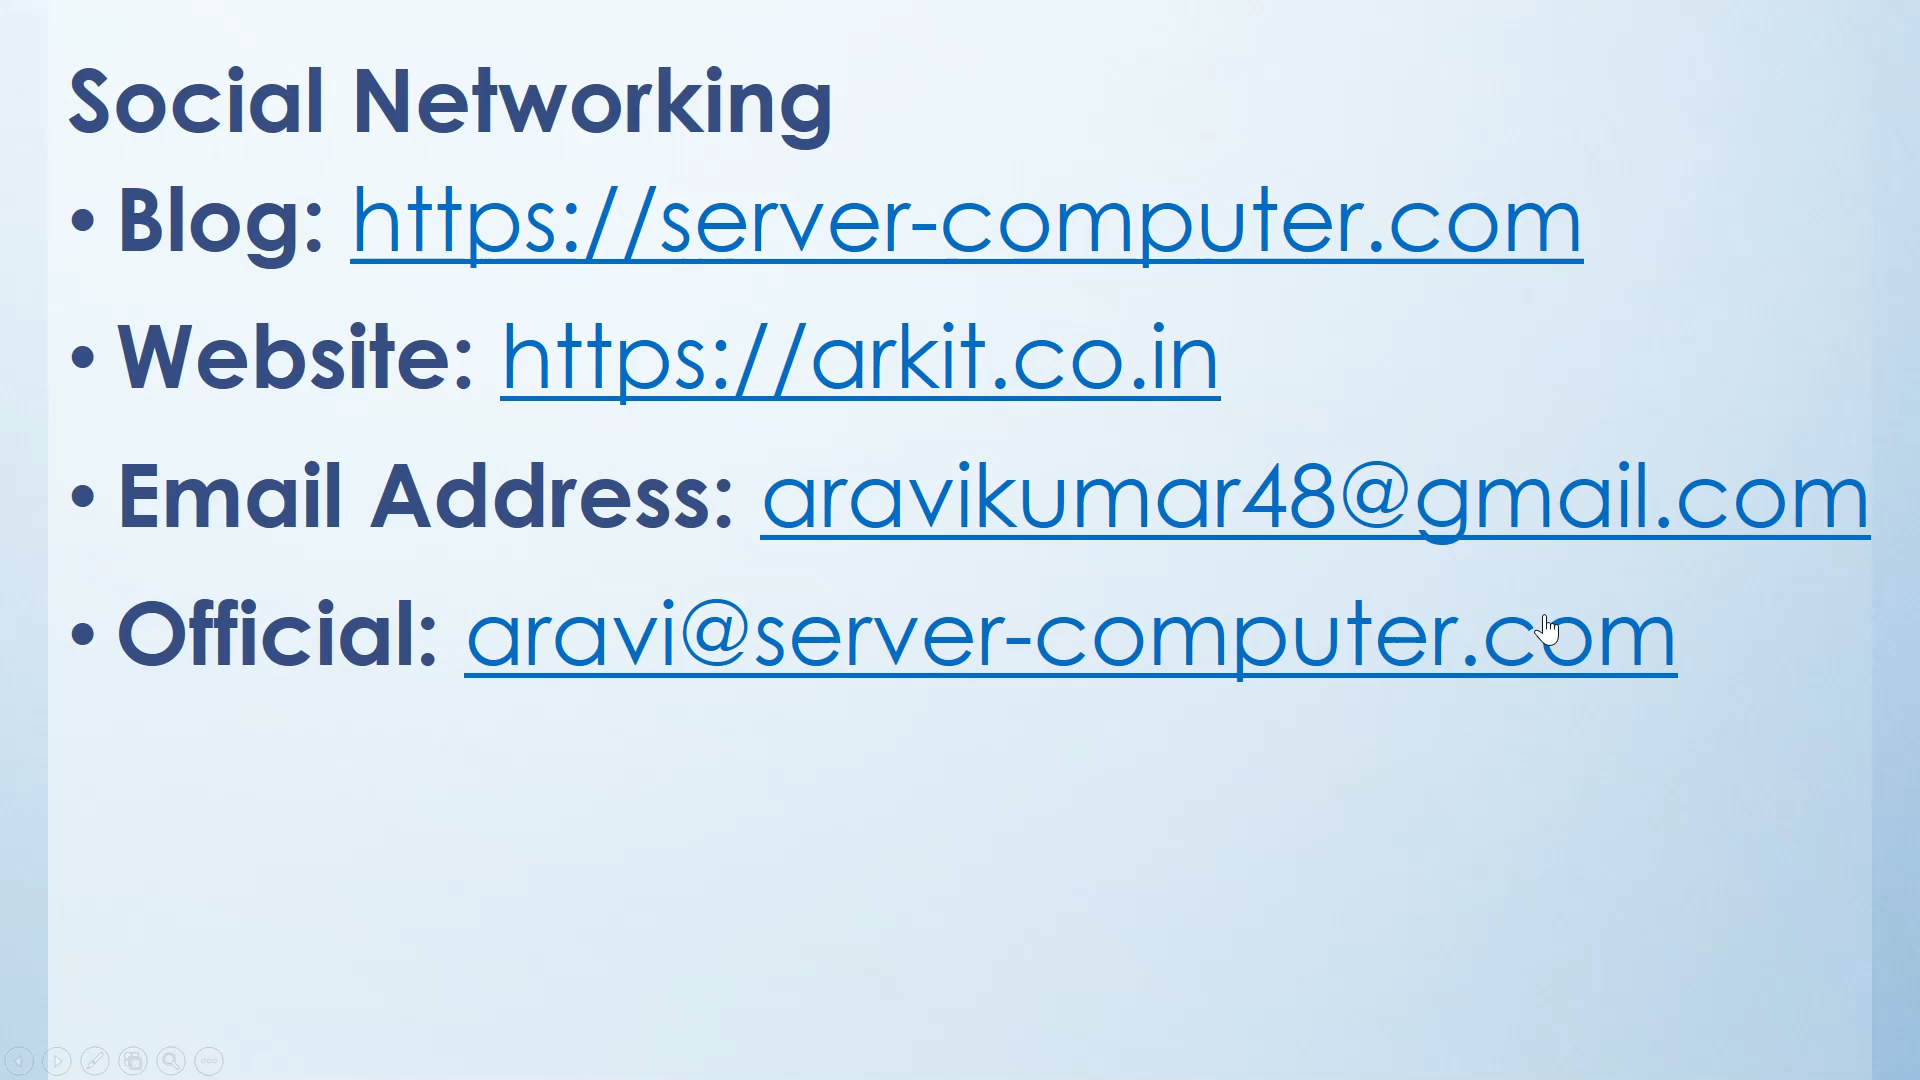 Social Networking
• Blog: https://server-computer.com
• Website: https://arkit.co.in
• Email Address: aravikumar48@gmail.com
• Official: aravi@server-computer.com